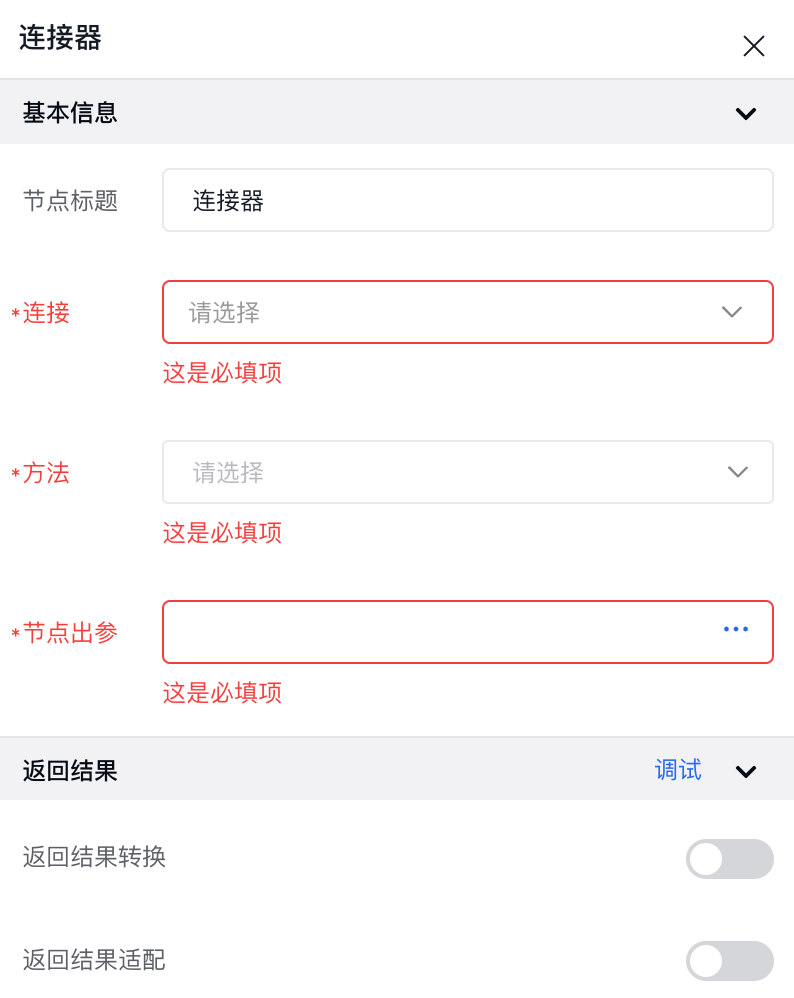 连接器
基本信息
节点标题
连接器
*连接
请选择
这是必填项
*方法
请选择
这是必填项
*节点出参
...
这是必填项
返回结果
调试
返回结果转换
返回结果适配